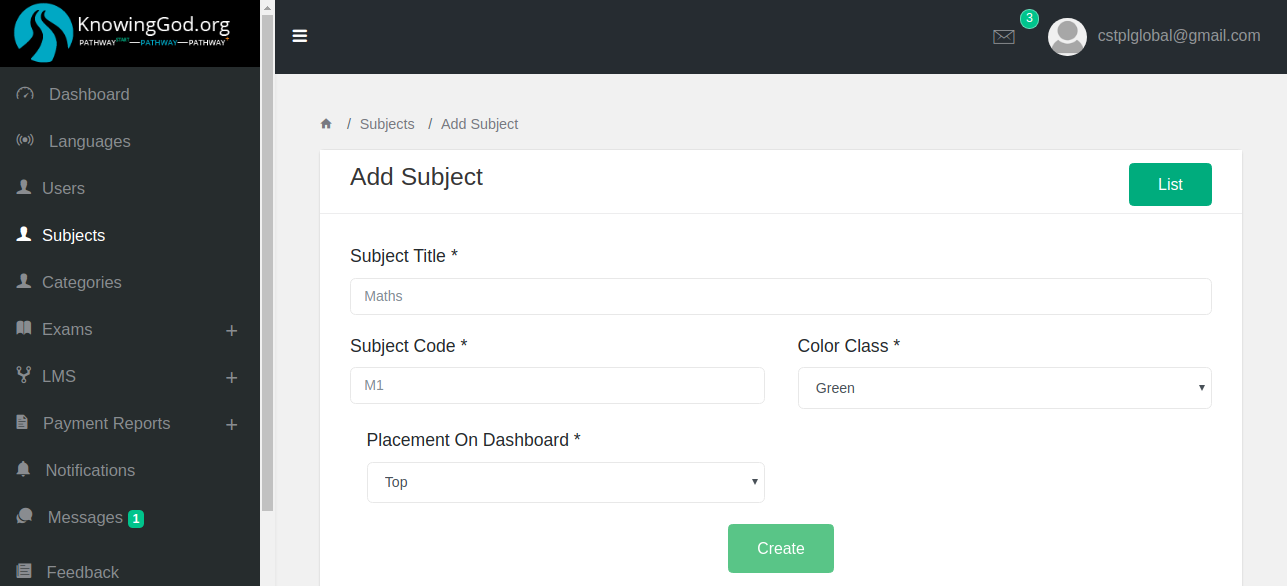 KnowingGod.org
PATHWAY START PATHWAY PATHWAY
3
cstplglobal@gmail.com
Dashboard
Languages
Users
Subjects
Categories
Exams +
LMS +
Payment Reports +
Notifications
Messages 1
Feedback
/ Subjects / Add Subject
Add Subject
List
Subject Title *
Maths
Subject Code *
Color Class *
M1
Green
Placement On Dashboard *
Top
Create